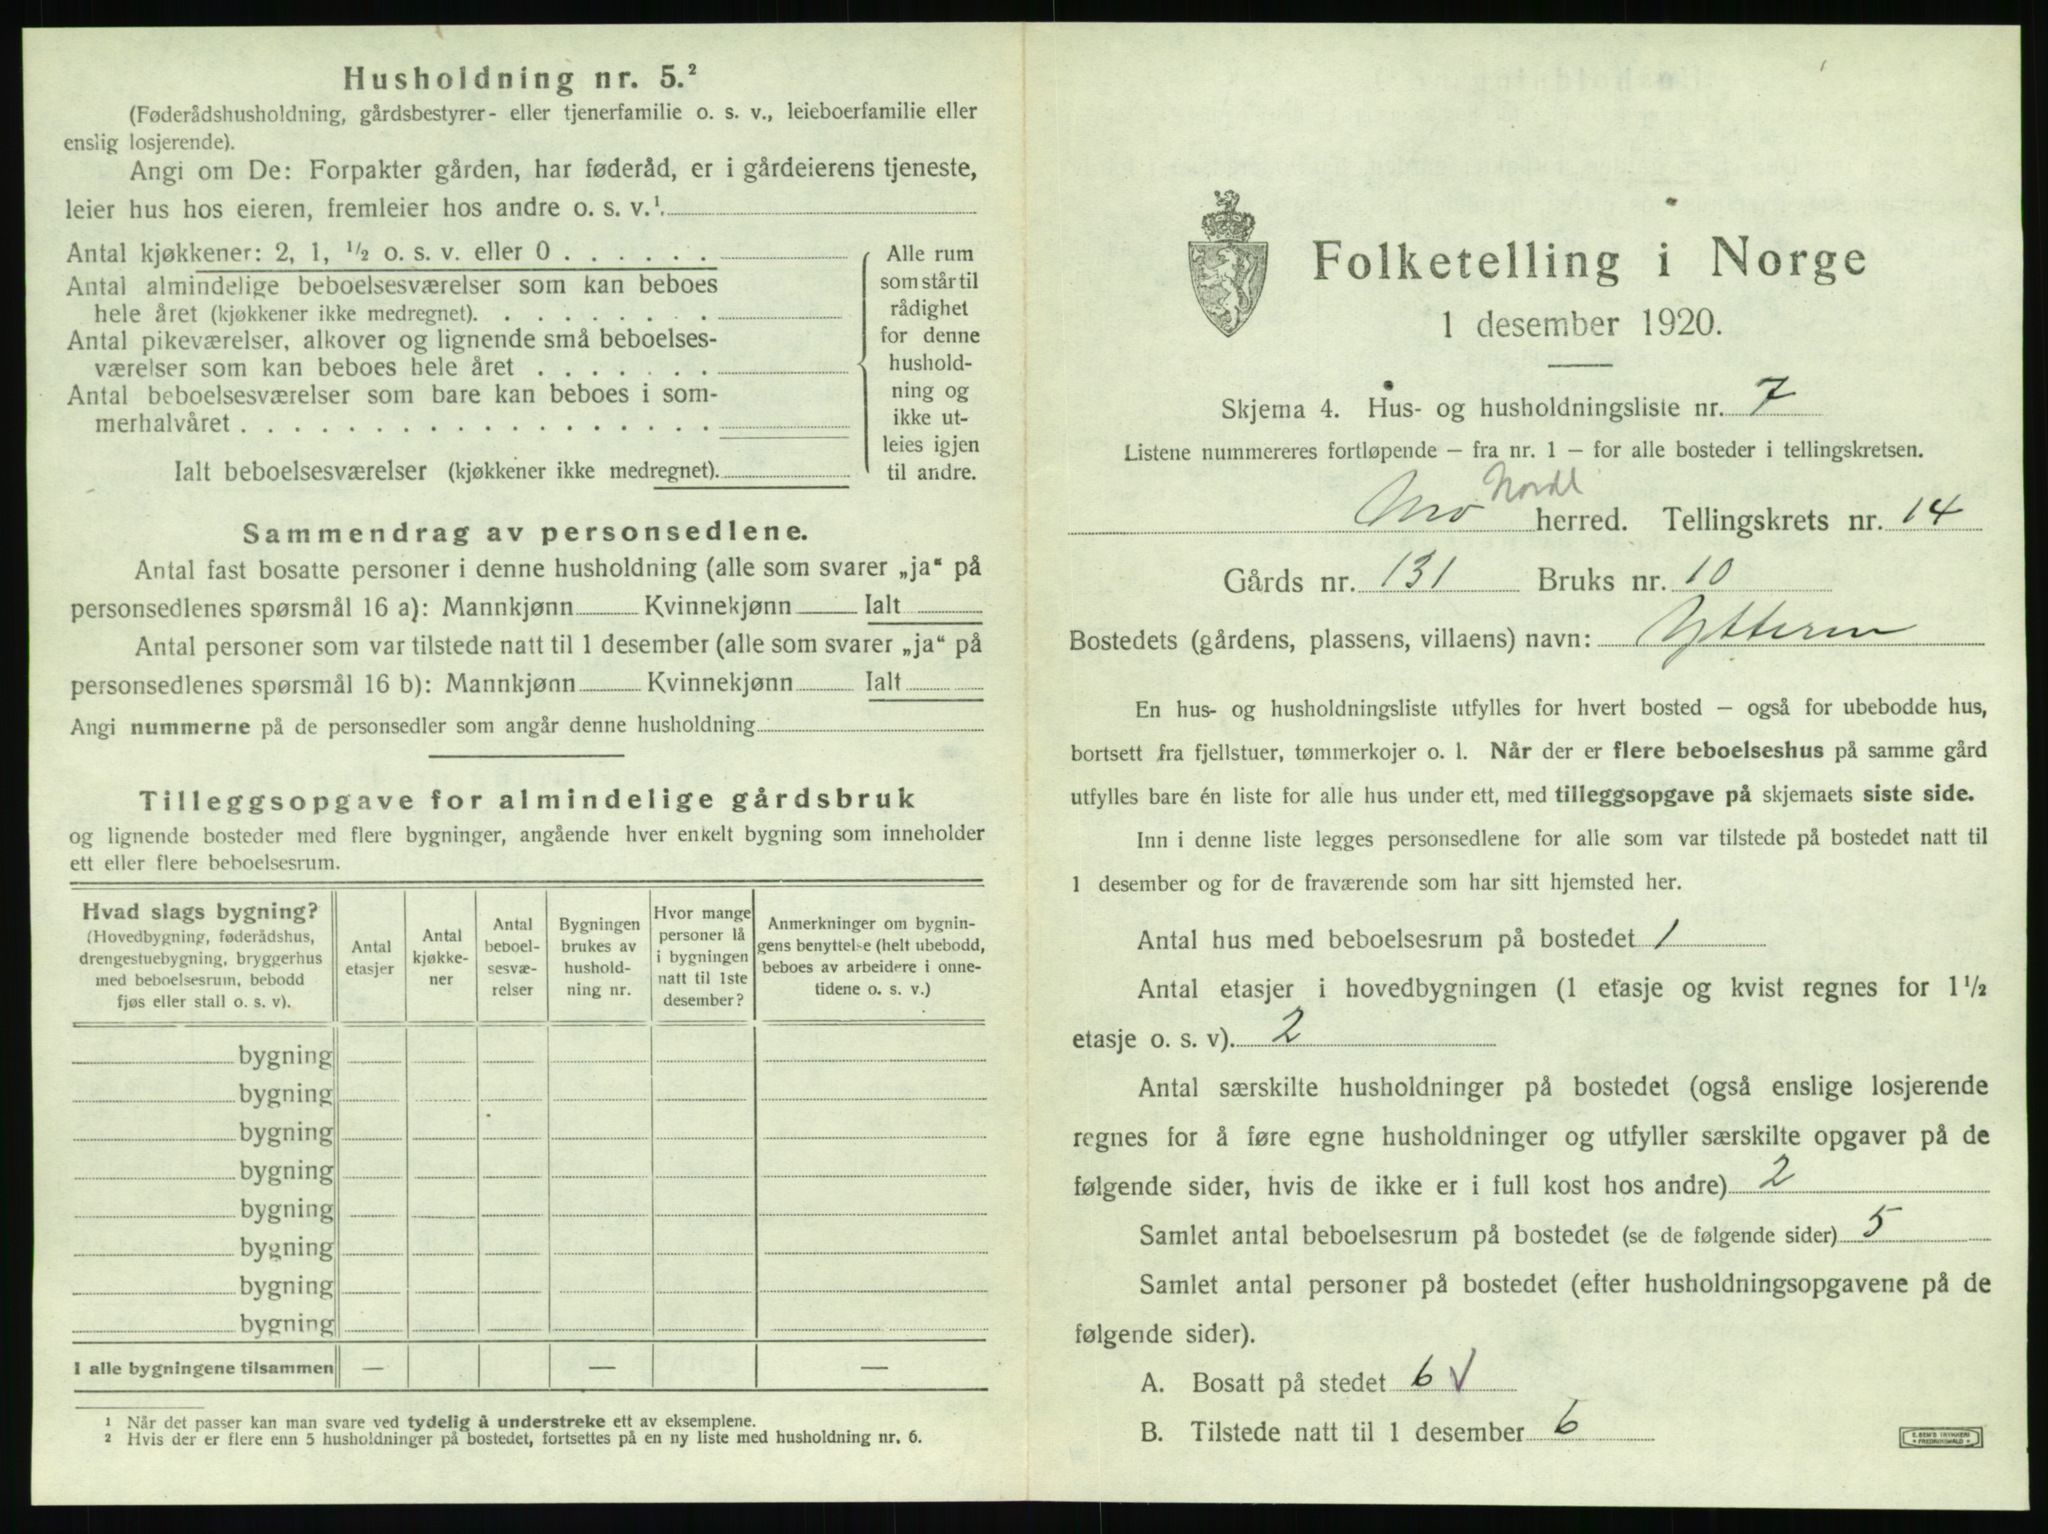 Husholdning nr. 5.²
(Føderådshusholdning, gårdsbestyrer- eller tjenerfamilie o. s. v., leieboerfamilie eller
enslig losjerende).
Angi om De: Forpakter gården, har føderåd, er i gårdeierens tjeneste,
leier hus hos eieren, fremleier hos andre o. s. v.¹
Antal kjøkkener: 2, 1, ½ o. s. v. eller 0 . . . . . .
Antal almindelige beboelsesværelser som kan beboes
hele året (kjøkkener ikke medregnet). . . . . . . . .
Antal pikeværelser, alkover og lignende små beboelses-
værelser som kan beboes hele året . . . . . . .
Antal beboelsesværelser som bare kan beboes i som-
merhalvåret . . . . . . . . . . . . . . . . . .
Ialt beboelsesværelser (kjøkkener ikke medregnet).
Alle rum
som står til
rådighet
for denne
hushold-
ning og
ikke ut-
leies igjen
til andre.
Sammendrag av personsedlene.
Antal fast bosatte personer i denne husholdning (alle som svarer „ja“ på
personsedlenes spørsmål 16 a): Mannkjønn Kvinnekjønn Ialt
Antal personer som var tilstede natt til 1 desember (alle som svarer „ja“ på
personsedlenes spørsmål 16 b): Mannkjønn Kvinnekjønn Ialt
Angi nummerne på de personsedler som angår denne husholdning
Tilleggsopgave for almindelige gårdsbruk
og lignende bosteder med flere bygninger, angående hver enkelt bygning som inneholder
ett eller flere beboelsesrum.
Hvad slags bygning?
(Hovedbygning, føderådshus,
drengestuebygning, bryggerhus
med beboelsesrum, bebodd
fjøs eller stall o. s. v).
Antal
etasjer
Antal
kjøkke-
ner
Antal
beboel-
sesvæ-
relser
Bygningen
brukes av
hushold-
ning nr.
Hvor mange
personer lå
i bygningen
natt til 1ste
desember?
Anmerkninger om bygnin-
gens benyttelse (helt ubebodd,
beboes av arbeidere i onne-
tidene o. s. v.)
bygning
bygning
bygning
bygning
bygning
bygning
bygning
bygning
I alle bygningene tilsammen — — —
¹ Når det passer kan man svare ved tydelig å understreke ett av eksemplene.
² Hvis der er flere enn 5 husholdninger på bostedet, fortsettes på en ny liste med husholdning nr. 6.
Folketelling i Norge
1 desember 1920.
Skjema 4. Hus- og husholdningsliste nr. 7
Listene nummereres fortløpende — fra nr. 1 — for alle bosteder i tellingskretsen.
Nordl
Mo herred. Tellingskrets nr. 14
Gårds nr. 131 Bruks nr. 10
Bostedets (gårdens, plassens, villaens) navn: Ytteren
En hus- og husholdningsliste utfylles for hvert bosted — også for ubebodde hus,
bortsett fra fjellstuer, tømmerkojer o. l. Når der er flere beboelseshus på samme gård
utfylles bare én liste for alle hus under ett, med tilleggsopgave på skjemaets siste side.
Inn i denne liste legges personsedlene for alle som var tilstede på bostedet natt til
1 desember og for de fraværende som har sitt hjemsted her.
Antal hus med beboelsesrum på bostedet 1
Antal etasjer i hovedbygningen (1 etasje og kvist regnes for 1½
etasje o. s. v). 2
Antal særskilte husholdninger på bostedet (også enslige losjerende
regnes for å føre egne husholdninger og utfyller særskilte opgaver på de
følgende sider, hvis de ikke er i full kost hos andre) 2
Samlet antal beboelsesrum på bostedet (se de følgende sider) 5
Samlet antal personer på bostedet (efter husholdningsopgavene på de
følgende sider).
A. Bosatt på stedet 6 √
B. Tilstede natt til 1 desember 6